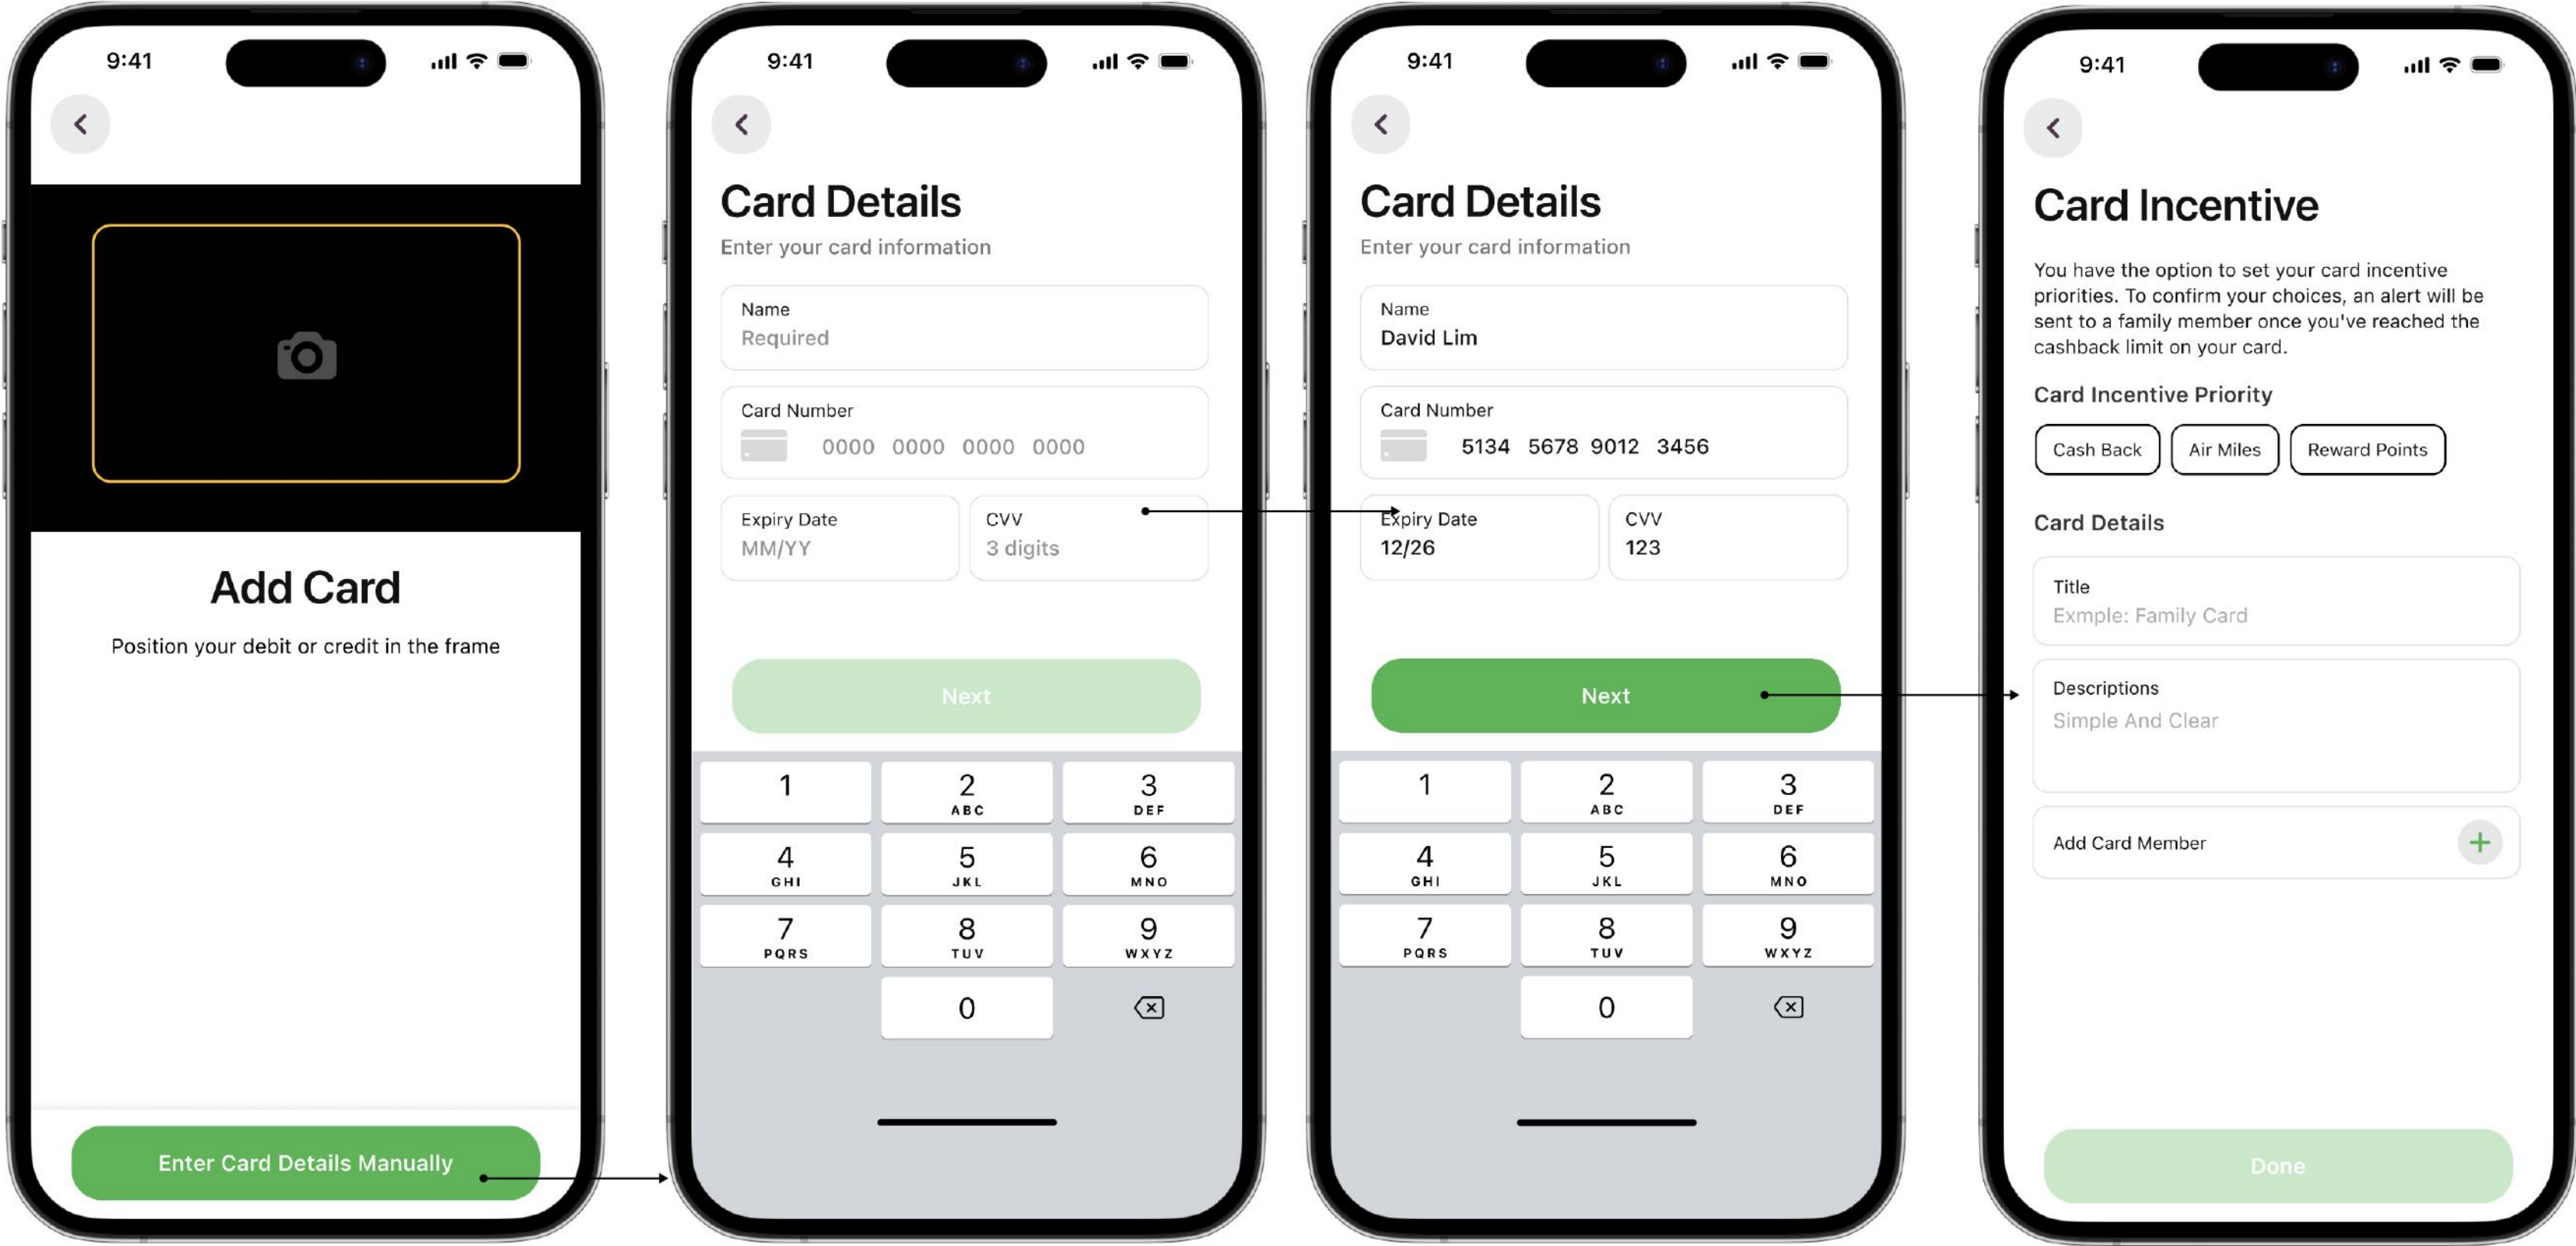 9:41
Add Card
Position your debit or credit in the frame
Enter Card Details Manually
9:41
Card Details
Enter your card information
Name
Required
Card Number
0000 0000 0000 0000
Expiry Date
MM/YY
CVV
3 digits
Next
1
2
ABC
3
DEF
4
GHI
5
JKL
6
MNO
7
PQRS
8
TUV
9
WXYZ
0
9:41
Card Details
Enter your card information
Name
David Lim
Card Number
5134 5678 9012 3456
Expiry Date
12/26
CVV
123
Next
1
2
ABC
3
DEF
4
GHI
5
JKL
6
MNO
7
PQRS
8
TUV
9
WXYZ
0
9:41
Card Incentive
You have the option to set your card incentive
priorities. To confirm your choices, an alert will be
sent to a family member once you've reached the
cashback limit on your card.
Card Incentive Priority
Cash Back
Air Miles
Reward Points
Card Details
Title
Exmple: Family Card
Descriptions
Simple And Clear
Add Card Member
Done